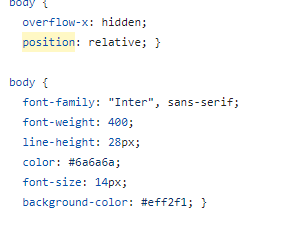 body {
overflow-x: hidden;
position: relative; }
body {
font-family: "Inter", sans-serif;
font-weight: 400;
line-height: 28px;
color: #6a6a6a;
font-size: 14px;
background-color: #eff2f1; }